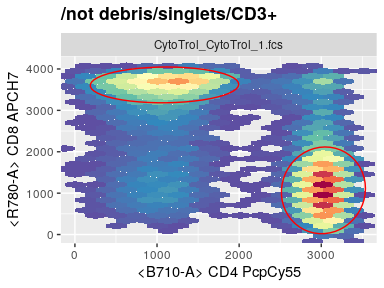 /not debris/singlets/CD3+
CytoTrol_CytoTrol_1.fcs
<R780-A> CD8 APCH7
4000
3000
2000
1000
0
0
1000
2000
3000
<B710-A> CD4 PcpCy55